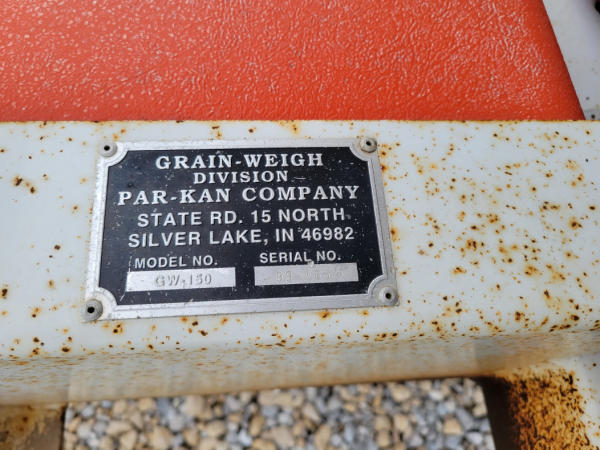 GRAIN-WEIGH
DIVISION
PAR-KAN COMPANY
STATE RD. 15 NORTH
SILVER LAKE, IN 46982
MODEL NO. SERIAL NO.
GW-150